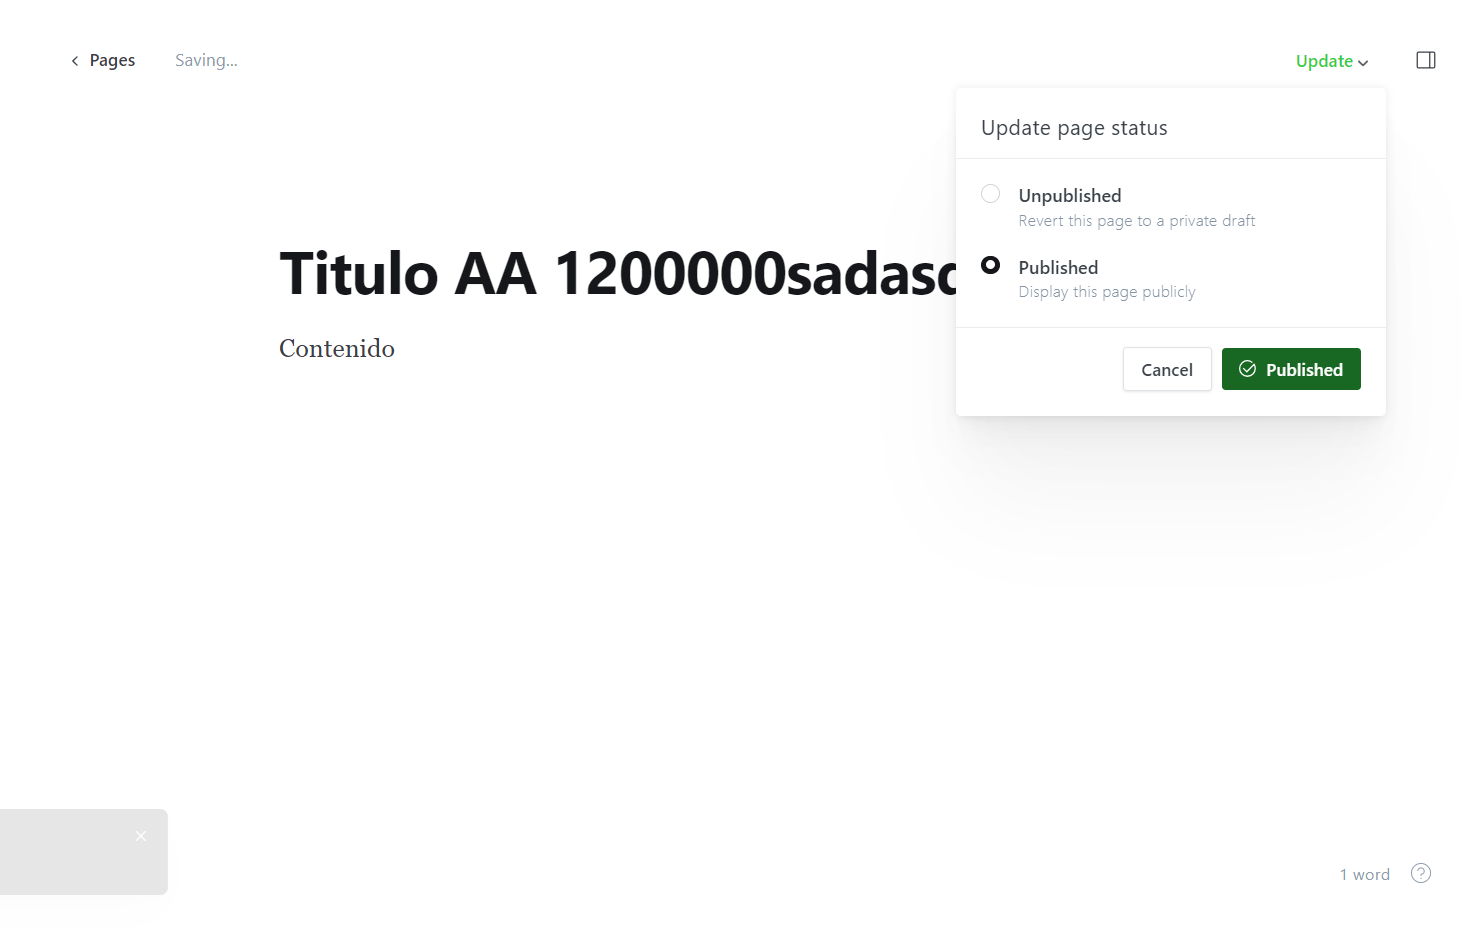 Pages
Saving...
Update
Update page status
Unpublished
Revert this page to a private draft
Published
Display this page publicly
Cancel
Published
Titulo AA 1200000sadasd
Contenido
1 word